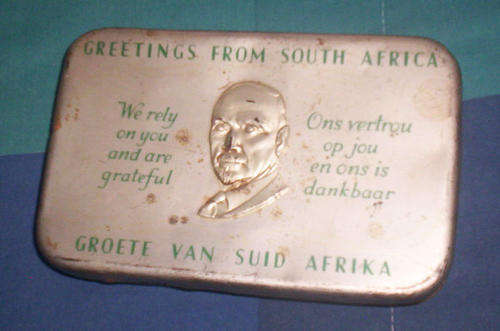 GREETINGS FROM SOUTH AFRICA
We rely
on you
and are
grateful
Ons vertrou
op jou
en ons is
dankbaar
GROETE VAN SUID AFRIKA